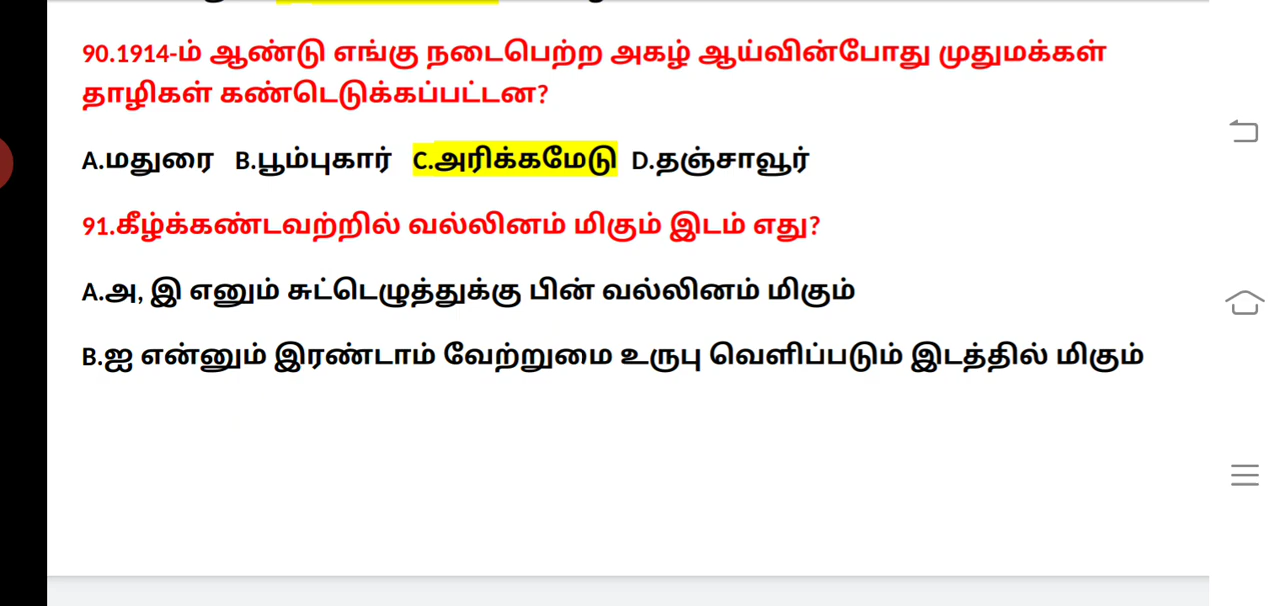 90.1914-ம் ஆண்டு எங்கு நடைபெற்ற அகழ் ஆய்வின்போது முதுமக்கள்
தாழிகள் கண்டெடுக்கப்பட்டன?
A.மதுரை B.பூம்புகார் C.அரிக்கமேடு D.தஞ்சாவூர்
91.கீழ்க்கண்டவற்றில் வல்லினம் மிகும் இடம் எது?
A.அ, இ எனும் சுட்டெழுத்துக்கு பின் வல்லினம் மிகும்
B.ஐ என்னும் இரண்டாம் வேற்றுமை உருபு வெளிப்படும் இடத்தில் மிகும்